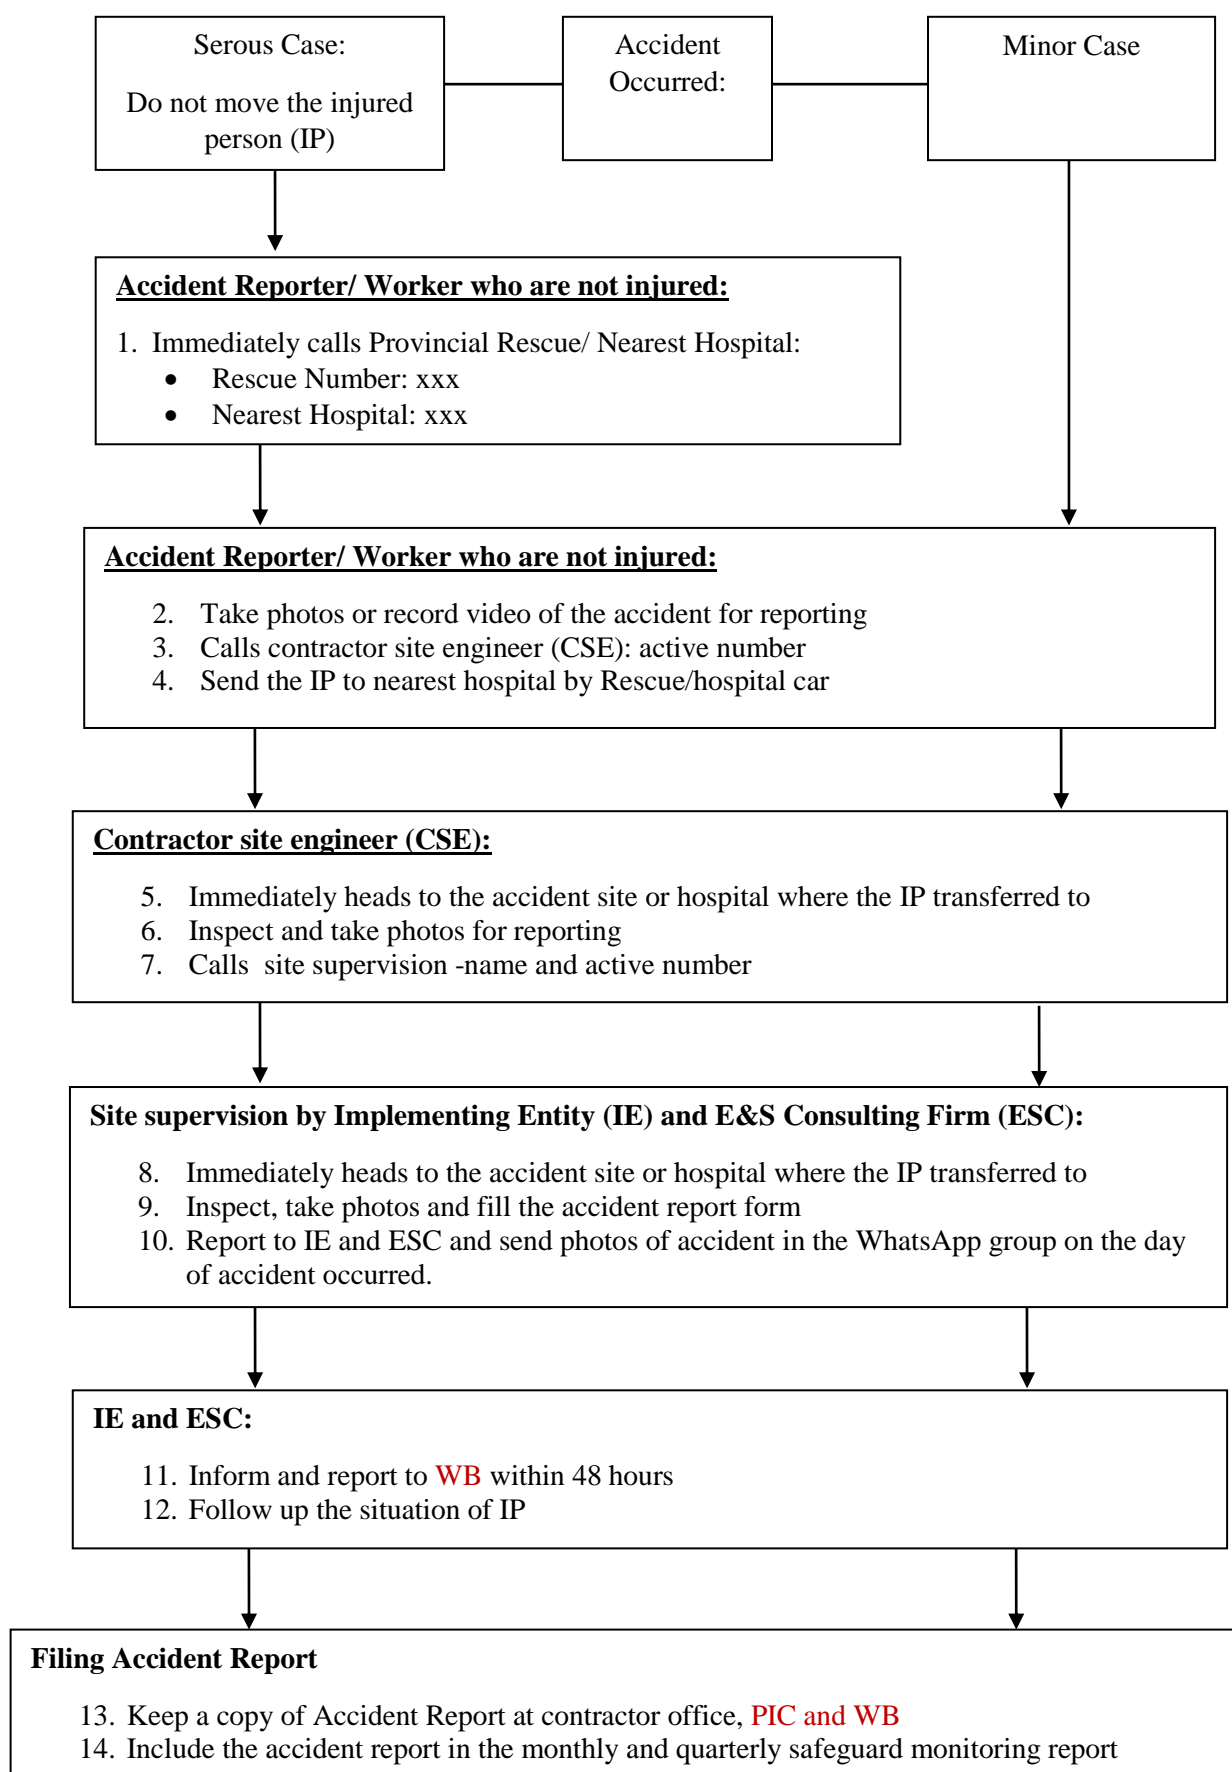 Serous Case:
Do not move the injured
person (IP)
Accident
Occurred:
Minor Case
Accident Reporter/ Worker who are not injured:
1. Immediately calls Provincial Rescue/ Nearest Hospital:
• Rescue Number: xxx
• Nearest Hospital: xxx
Accident Reporter/ Worker who are not injured:
2. Take photos or record video of the accident for reporting
3. Calls contractor site engineer (CSE): active number
4. Send the IP to nearest hospital by Rescue/hospital car
Contractor site engineer (CSE):
5. Immediately heads to the accident site or hospital where the IP transferred to
6. Inspect and take photos for reporting
7. Calls site supervision -name and active number
Site supervision by Implementing Entity (IE) and E&S Consulting Firm (ESC):
8. Immediately heads to the accident site or hospital where the IP transferred to
9. Inspect, take photos and fill the accident report form
10. Report to IE and ESC and send photos of accident in the WhatsApp group on the day
of accident occurred.
IE and ESC:
11. Inform and report to WB within 48 hours
12. Follow up the situation of IP
Filing Accident Report
13. Keep a copy of Accident Report at contractor office, PIC and WB
14. Include the accident report in the monthly and quarterly safeguard monitoring report